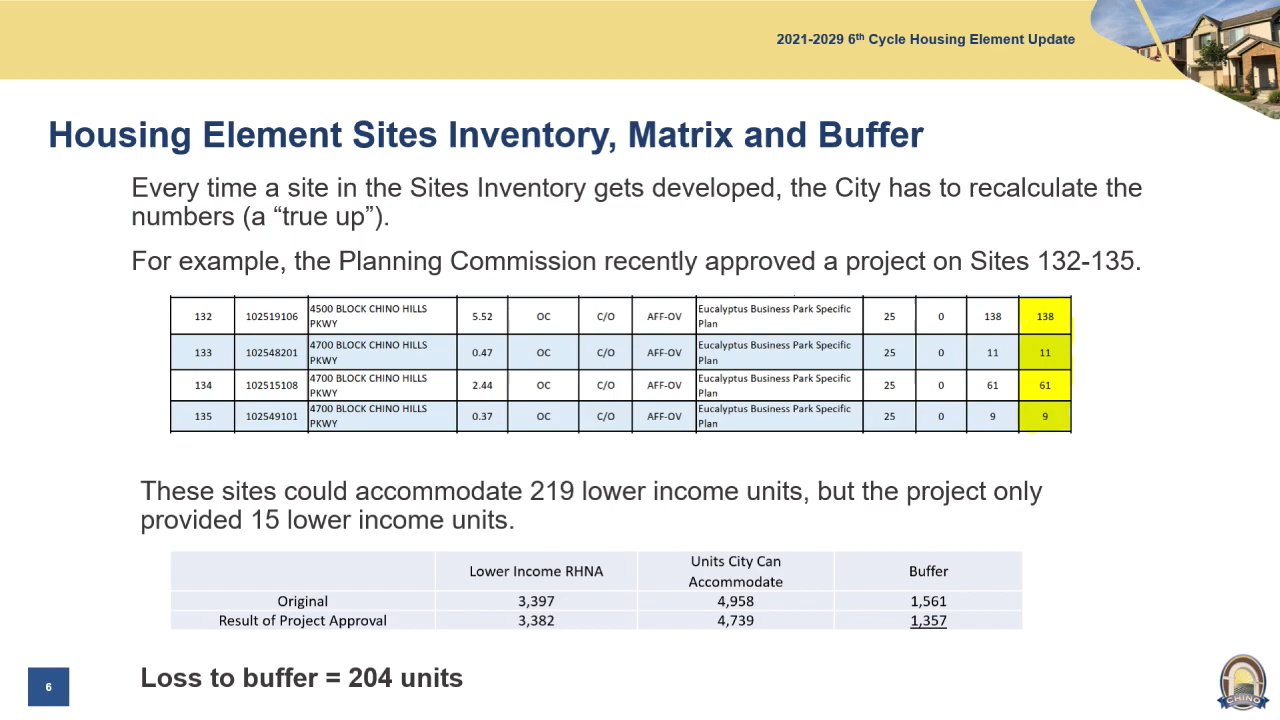 2021-2029 6th Cycle Housing Element Update
Housing Element Sites Inventory, Matrix and Buffer
Every time a site in the Sites Inventory gets developed, the City has to recalculate the
numbers (a “true up”).
For example, the Planning Commission recently approved a project on Sites 132-135.
132 102519106 4500 BLOCK CHINO HILLS PKWY 5.52 OC C/O AFF-OV Eucalyptus Business Park Specific Plan 25 0 138 138
133 102548201 4700 BLOCK CHINO HILLS PKWY 0.47 OC C/O AFF-OV Eucalyptus Business Park Specific Plan 25 0 11 11
134 102515108 4700 BLOCK CHINO HILLS PKWY 2.44 OC C/O AFF-OV Eucalyptus Business Park Specific Plan 25 0 61 61
135 102549101 4700 BLOCK CHINO HILLS PKWY 0.37 OC C/O AFF-OV Eucalyptus Business Park Specific Plan 25 0 9 9
These sites could accommodate 219 lower income units, but the project only
provided 15 lower income units.
Lower Income RHNA Units City Can Accommodate Buffer
Original 3,397 4,958 1,561
Result of Project Approval 3,382 4,739 1,357
Loss to buffer = 204 units
6
CHINO